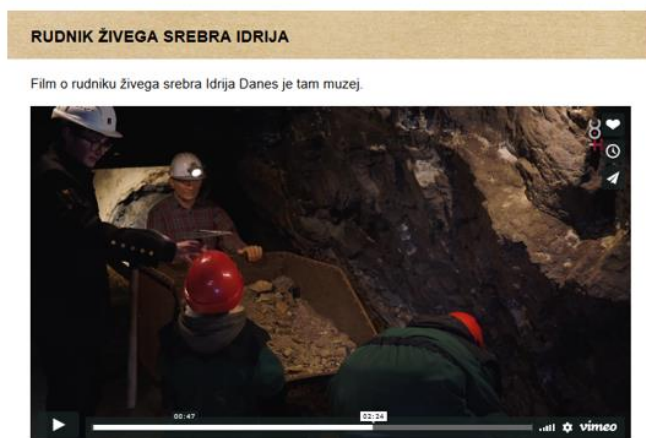 RUDNIK ŽIVEGA SREBRA IDRIJA
Film o rudniku živega srebra Idrija Danes je tam muzej.
00:47
02:24
vimeo